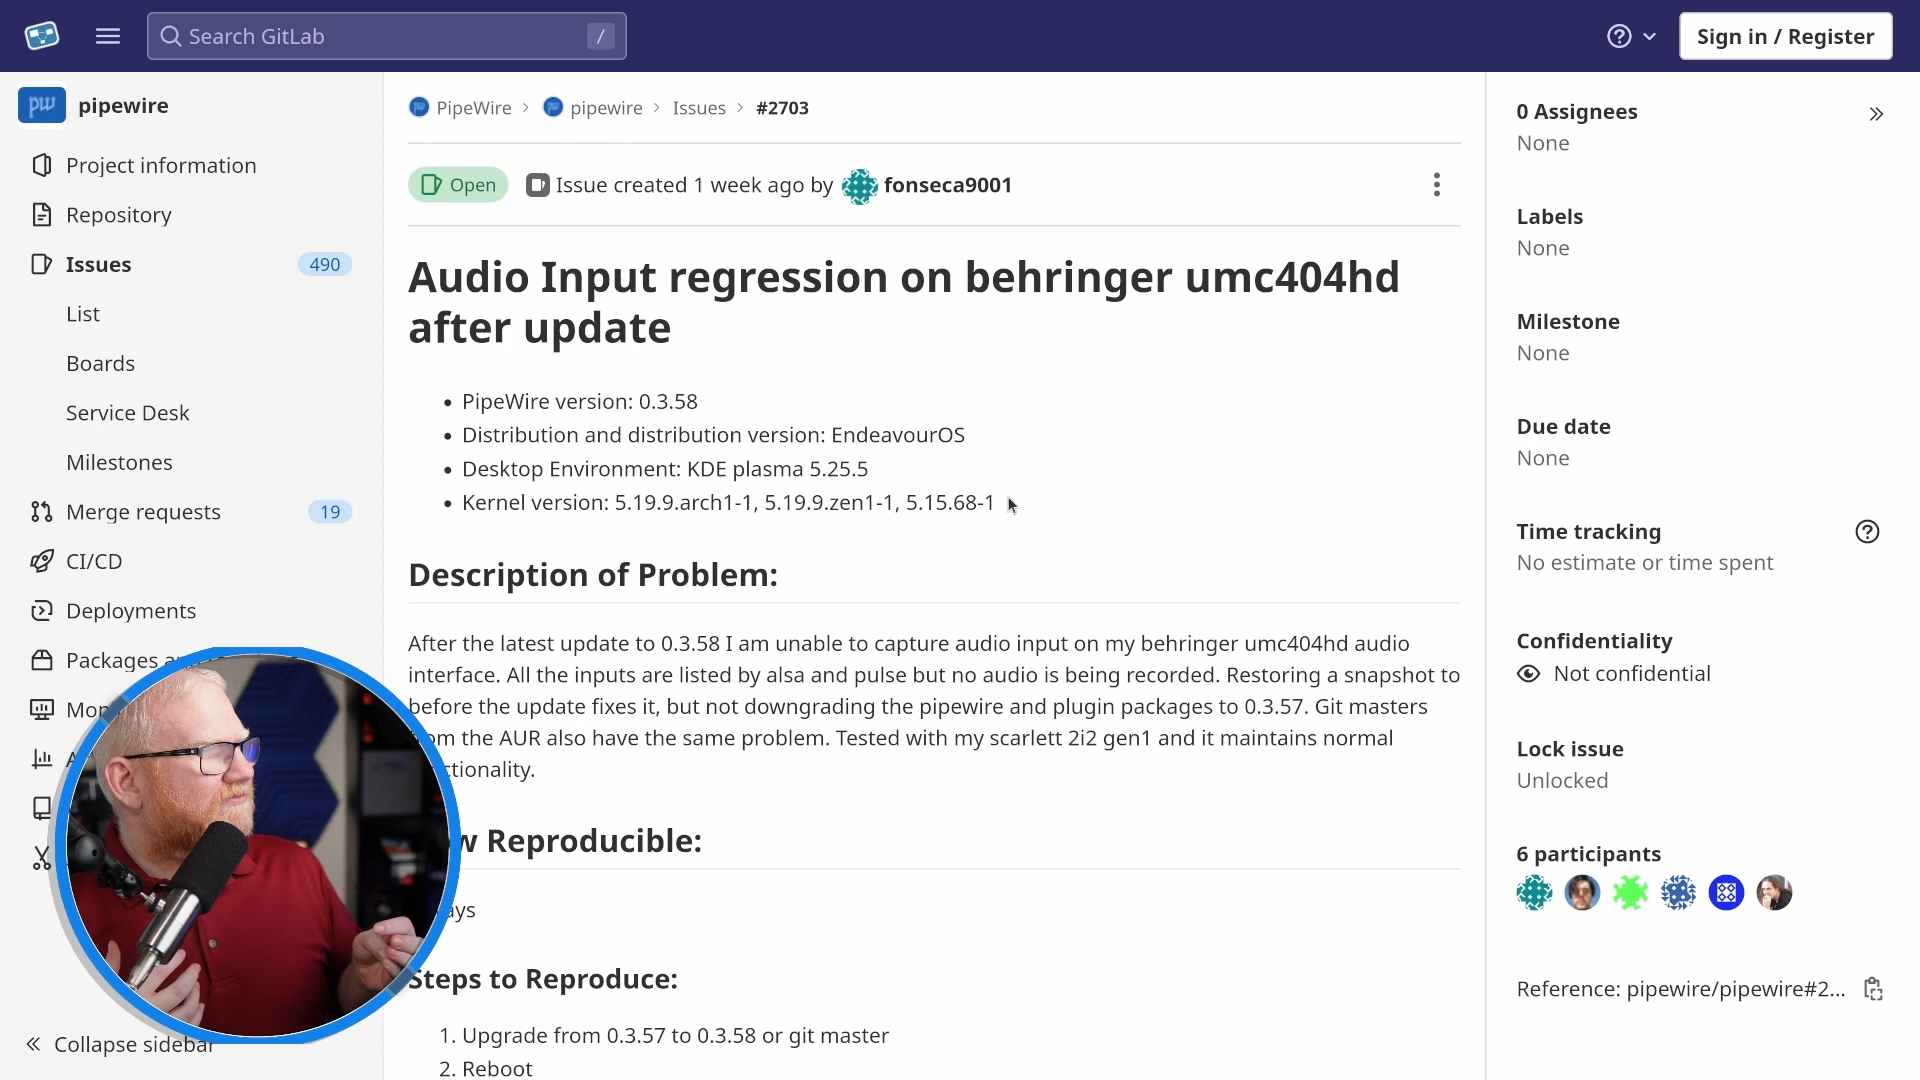 Search GitLab
/
Sign in / Register
pw pipewire
Project information
Repository
Issues 490
List
Boards
Service Desk
Milestones
Merge requests 19
CI/CD
Deployments
Packages
Collapse sidebar
PipeWire > pipewire > Issues > #2703
Open Issue created 1 week ago by fonseca9001
Audio Input regression on behringer umc404hd
after update
• PipeWire version: 0.3.58
• Distribution and distribution version: EndeavourOS
• Desktop Environment: KDE plasma 5.25.5
• Kernel version: 5.19.9.arch1-1, 5.19.9.zen1-1, 5.15.68-1
Description of Problem:
After the latest update to 0.3.58 I am unable to capture audio input on my behringer umc404hd audio
interface. All the inputs are listed by alsa and pulse but no audio is being recorded. Restoring a snapshot to
before the update fixes it, but not downgrading the pipewire and plugin packages to 0.3.57. Git masters
the AUR also have the same problem. Tested with my scarlett 2i2 gen1 and it maintains normal
Reproducible:
Steps to Reproduce:
1. Upgrade from 0.3.57 to 0.3.58 or git master
2. Reboot
0 Assignees
None
Labels
None
Milestone
None
Due date
None
Time tracking
No estimate or time spent
Confidentiality
Not confidential
Lock issue
Unlocked
6 participants
Reference: pipewire/pipewire#2...